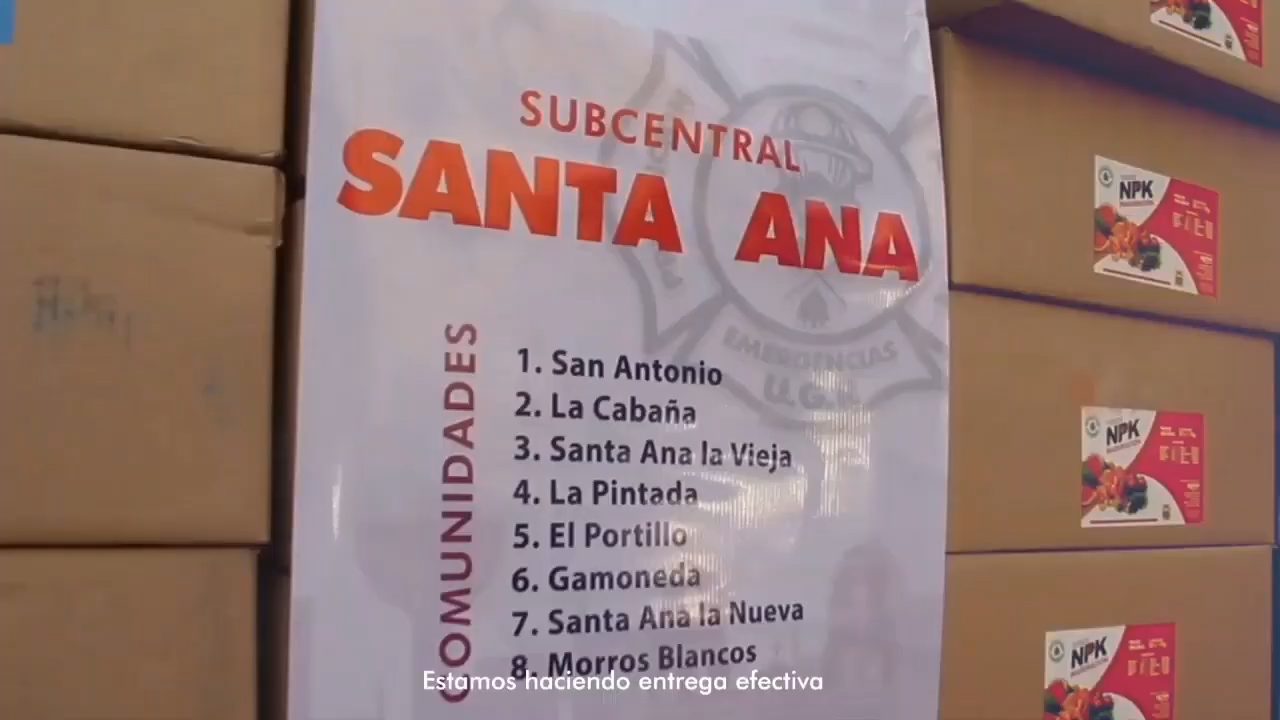 SUBCENTRAL
SANTA ANA
COMUNIDADES
1. San Antonio
2. La Cabaña
3. Santa Ana la Vieja
4. La Pintada
5. El Portillo
6. Gamoneda
7. Santa Ana la Nueva
8. Morros Blancos
EMERGENCIAS
NPK
NPK
NPK
Estamos haciendo entrega efectiva